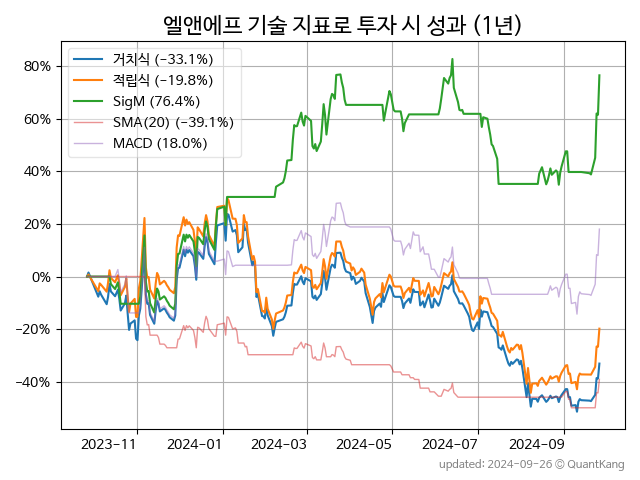 엘앤에프 기술 지표로 투자 시 성과 (1년)
거치식 (−33.1%)
적립식 (−19.8%)
SigM (76.4%)
SMA(20) (−39.1%)
MACD (18.0%)
80%
60%
40%
20%
0%
−20%
−40%
2023-11 2024-01 2024-03 2024-05 2024-07 2024-09
updated: 2024-09-26 © QuantKang